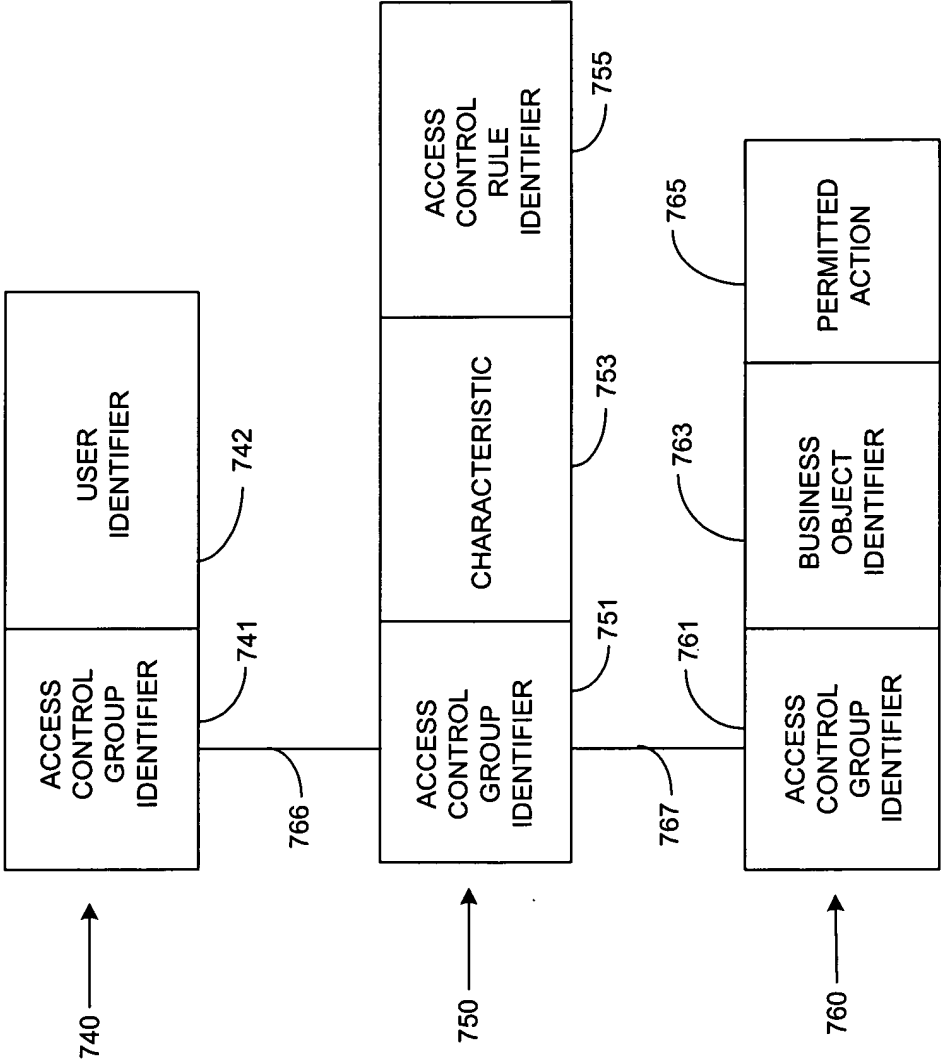 740
ACCESS
CONTROL
GROUP
IDENTIFIER
USER
IDENTIFIER
741
742
766
750
ACCESS
CONTROL
GROUP
IDENTIFIER
CHARACTERISTIC
ACCESS
CONTROL
RULE
IDENTIFIER
751
753
755
767
760
761
763
765
ACCESS
CONTROL
GROUP
IDENTIFIER
BUSINESS
OBJECT
IDENTIFIER
PERMITTED
ACTION